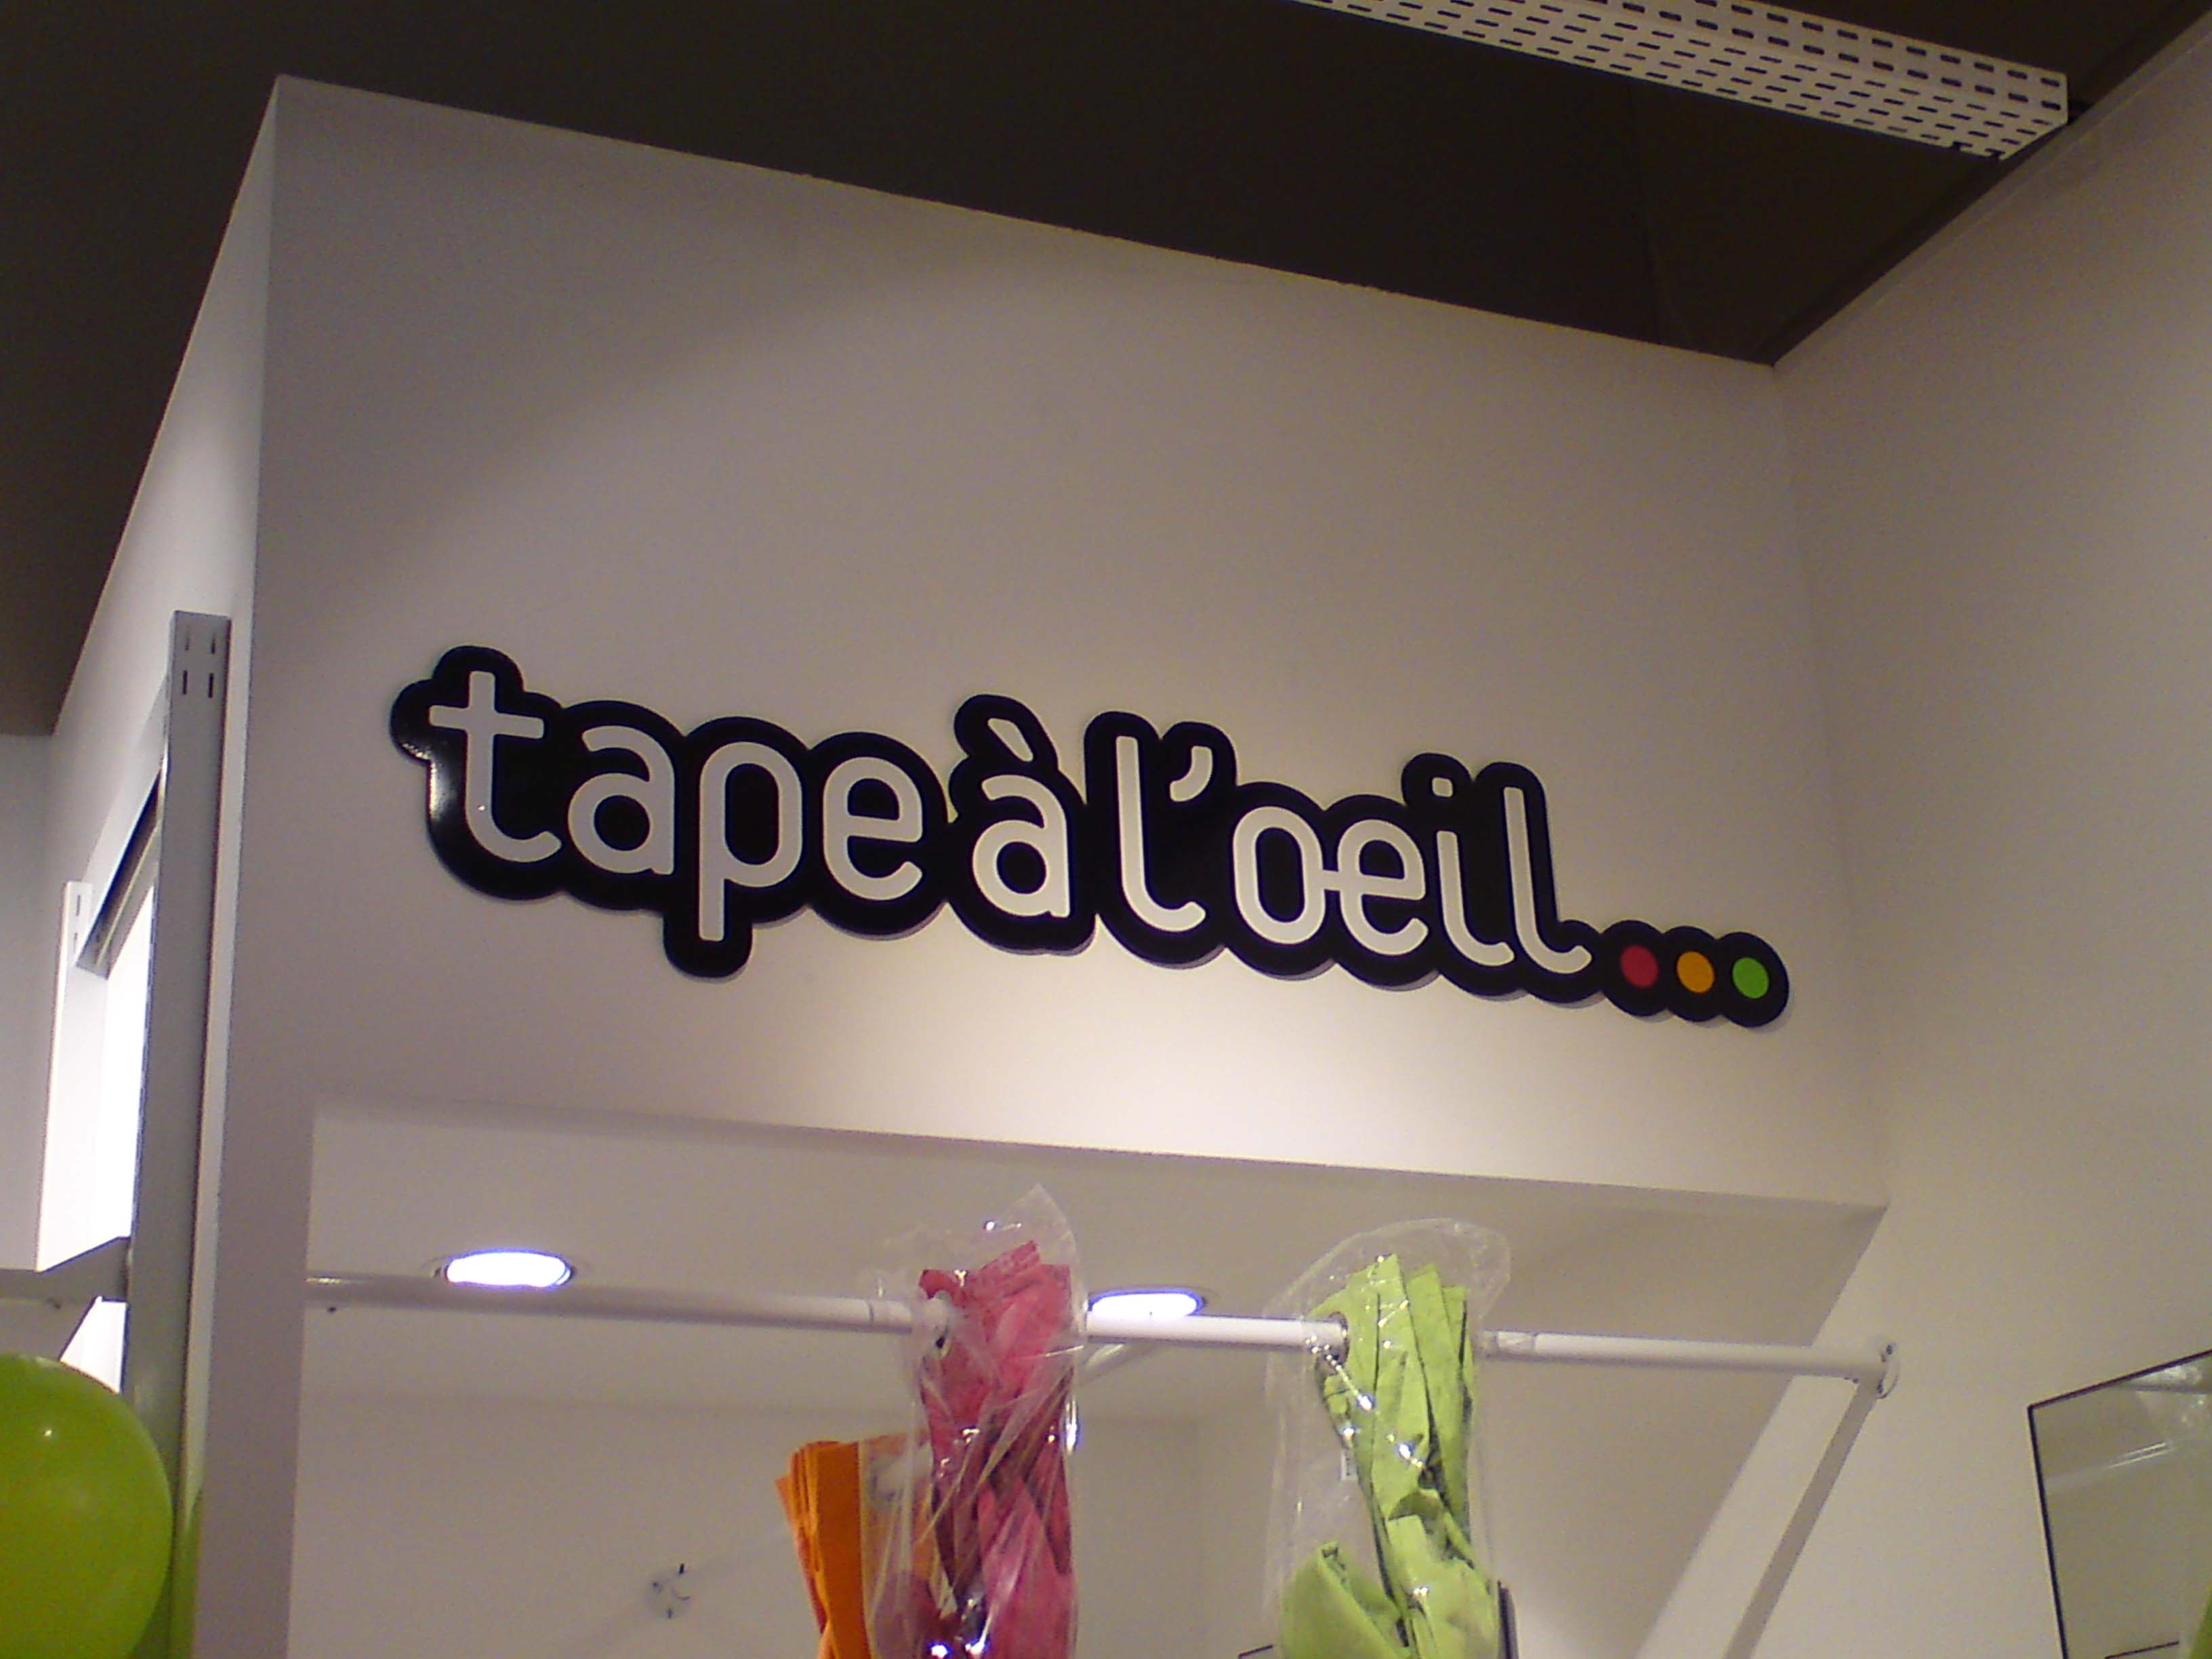 tape à l'oeil...